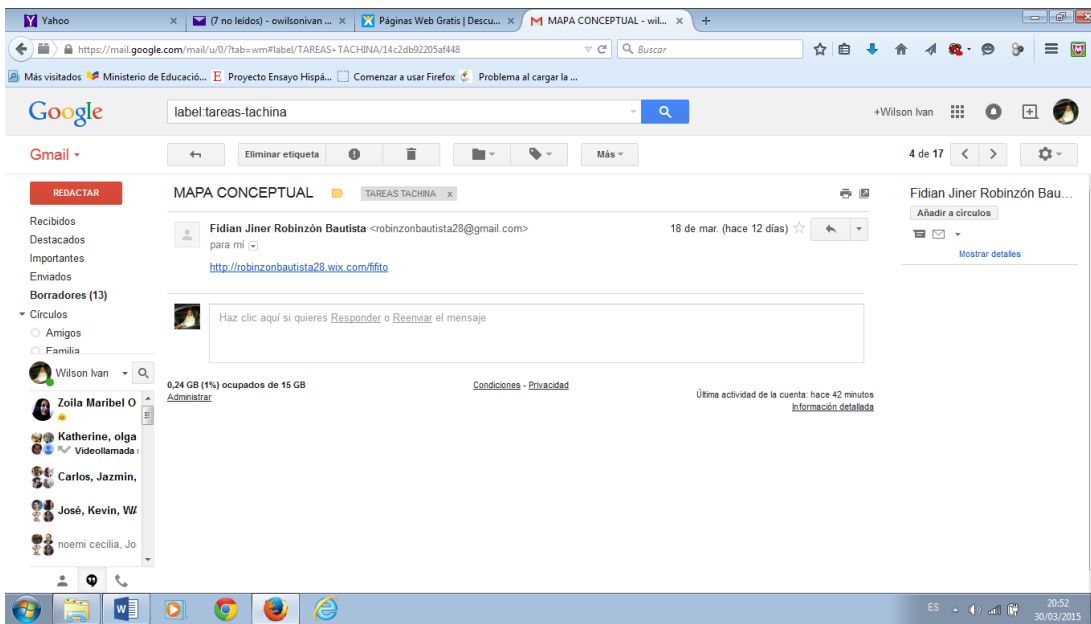 Yahoo
(7 no leídos) - owilsonivan ...
Páginas Web Gratis | Descu...
MAPA CONCEPTUAL - wil...
https://mail.google.com/mail/u/0/?tab=wm#label/TAREAS+TACHINA/14c2db92205af448
Buscar
Más visitados
Ministerio de Educació...
Proyecto Ensayo Hispá...
Comenzar a usar Firefox
Problema al cargar la ...
Google
label:tareas-tachina
+Wilson Ivan
Gmail
Eliminar etiqueta
Más
4 de 17
REDACTAR
Recibidos
Destacados
Importantes
Enviados
Borradores (13)
Círculos
Amigos
Familia
MAPA CONCEPTUAL
TAREAS TACHINA x
Fidian Jiner Robinzón Bautista <robinzonbautista28@gmail.com>
18 de mar. (hace 12 días)
para mí
http://robinzonbautista28.wix.com/fifito
Haz clic aquí si quieres Responder o Reenviar el mensaje
Fidian Jiner Robinzón Bau...
Añadir a círculos
Mostrar detalles
0,24 GB (1%) ocupados de 15 GB
Administrar
Condiciones - Privacidad
Última actividad de la cuenta: hace 42 minutos
Información detallada
Wilson Ivan
Zoila Maribel O
Katherine, olga
Videollamada
Carlos, Jazmin,
José, Kevin, WA
noemi cecilia, Jo
ES
20:52
30/03/2015